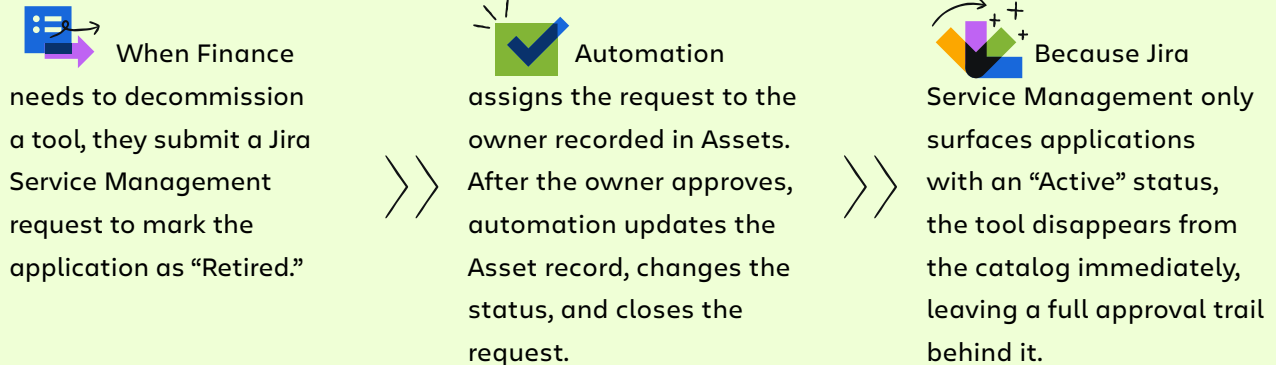 When Finance
needs to decommission
a tool, they submit a Jira
Service Management
request to mark the
application as “Retired.”
Automation
assigns the request to the
owner recorded in Assets.
After the owner approves,
automation updates the
Asset record, changes the
status, and closes the
request.
Because Jira
Service Management only
surfaces applications
with an “Active” status,
the tool disappears from
the catalog immediately,
leaving a full approval trail
behind it.